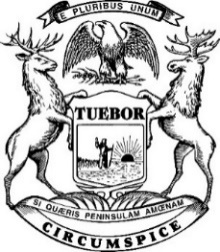 E PLURIBUS UNUM
TUEBOR
SI QUÆRIS PENINSULAM AMŒNAM
CIRCUMSPICE